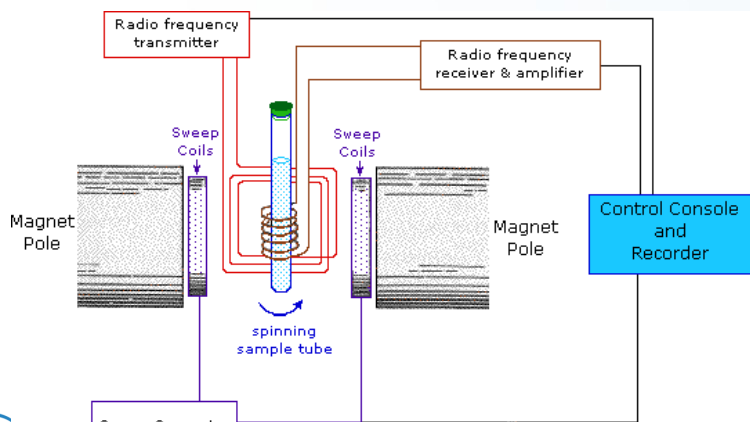 Radio frequency
transmitter
Radio frequency
receiver & amplifier
Sweep
Coils
Sweep
Coils
Magnet
Pole
Magnet
Pole
Control Console
and
Recorder
spinning
sample tube